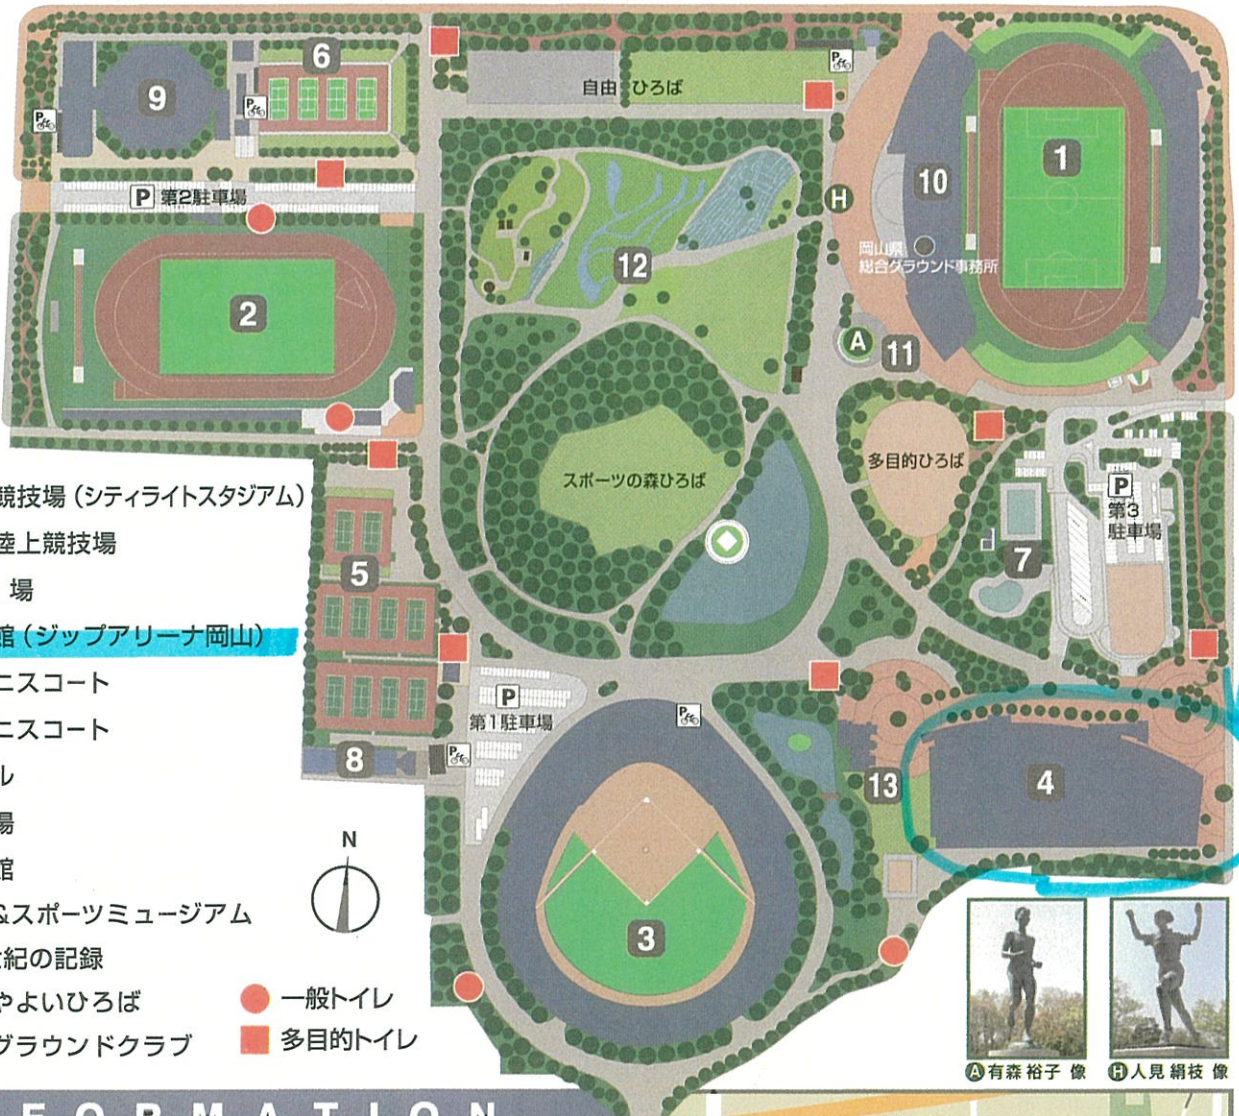 6
9
自由ひろば
1
10
P 第2駐車場
H
12
岡山県
総合グラウンド事務所
2
A
11
スポーツの森ひろば
多目的ひろば
P
第3
駐車場
競技場（シティライトスタジアム）
陸上競技場
場
館（ジップアリーナ岡山）
ニスコート
ニスコート
ル
場
館
&スポーツミュージアム
紀の記録
やよいひろば
グラウンドクラブ
5
7
P
第1駐車場
8
13
4
3
N
一般トイレ
多目的トイレ
A有森 裕子 像
H人見 絹枝 像
FORMATION